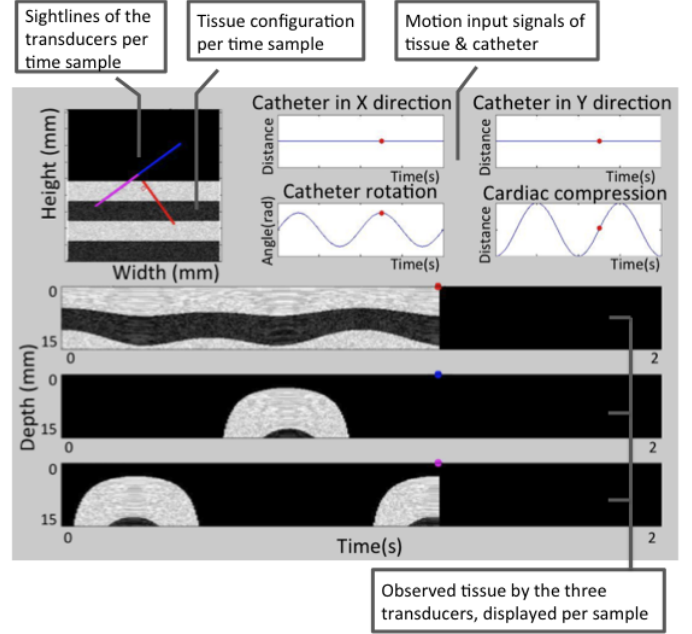 Sightlines of the
transducers per
time sample
Tissue configuration
per time sample
Motion input signals of
tissue & catheter
Catheter in X direction
Catheter in Y direction
Height (mm)
Distance
Time(s)
Distance
Time(s)
Catheter rotation
Cardiac compression
Angle(rad)
Time(s)
Distance
Time(s)
Width (mm)
0
15
0
2
Depth (mm)
0
15
0
2
0
15
0
2
Time(s)
Observed tissue by the three
transducers, displayed per sample